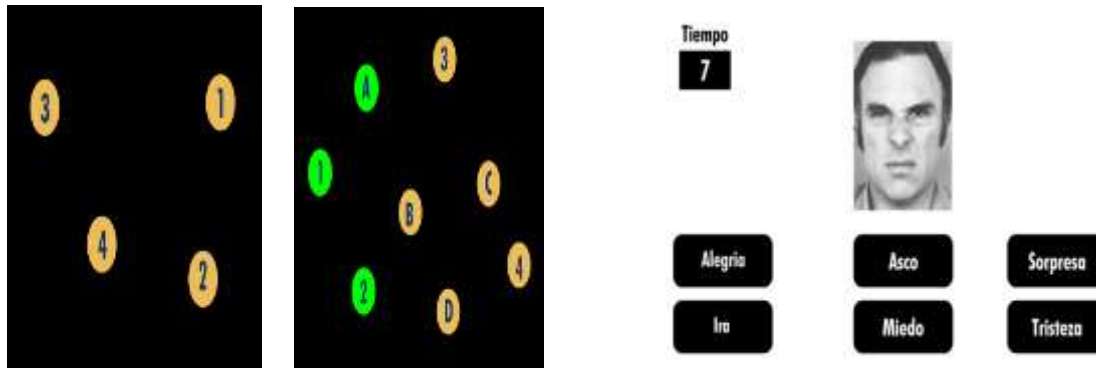 3
1
4
2
3
A
1
C
B
4
2
D
Tiempo
7
Alegria
Asco
Sorpresa
Ira
Miedo
Tristeza